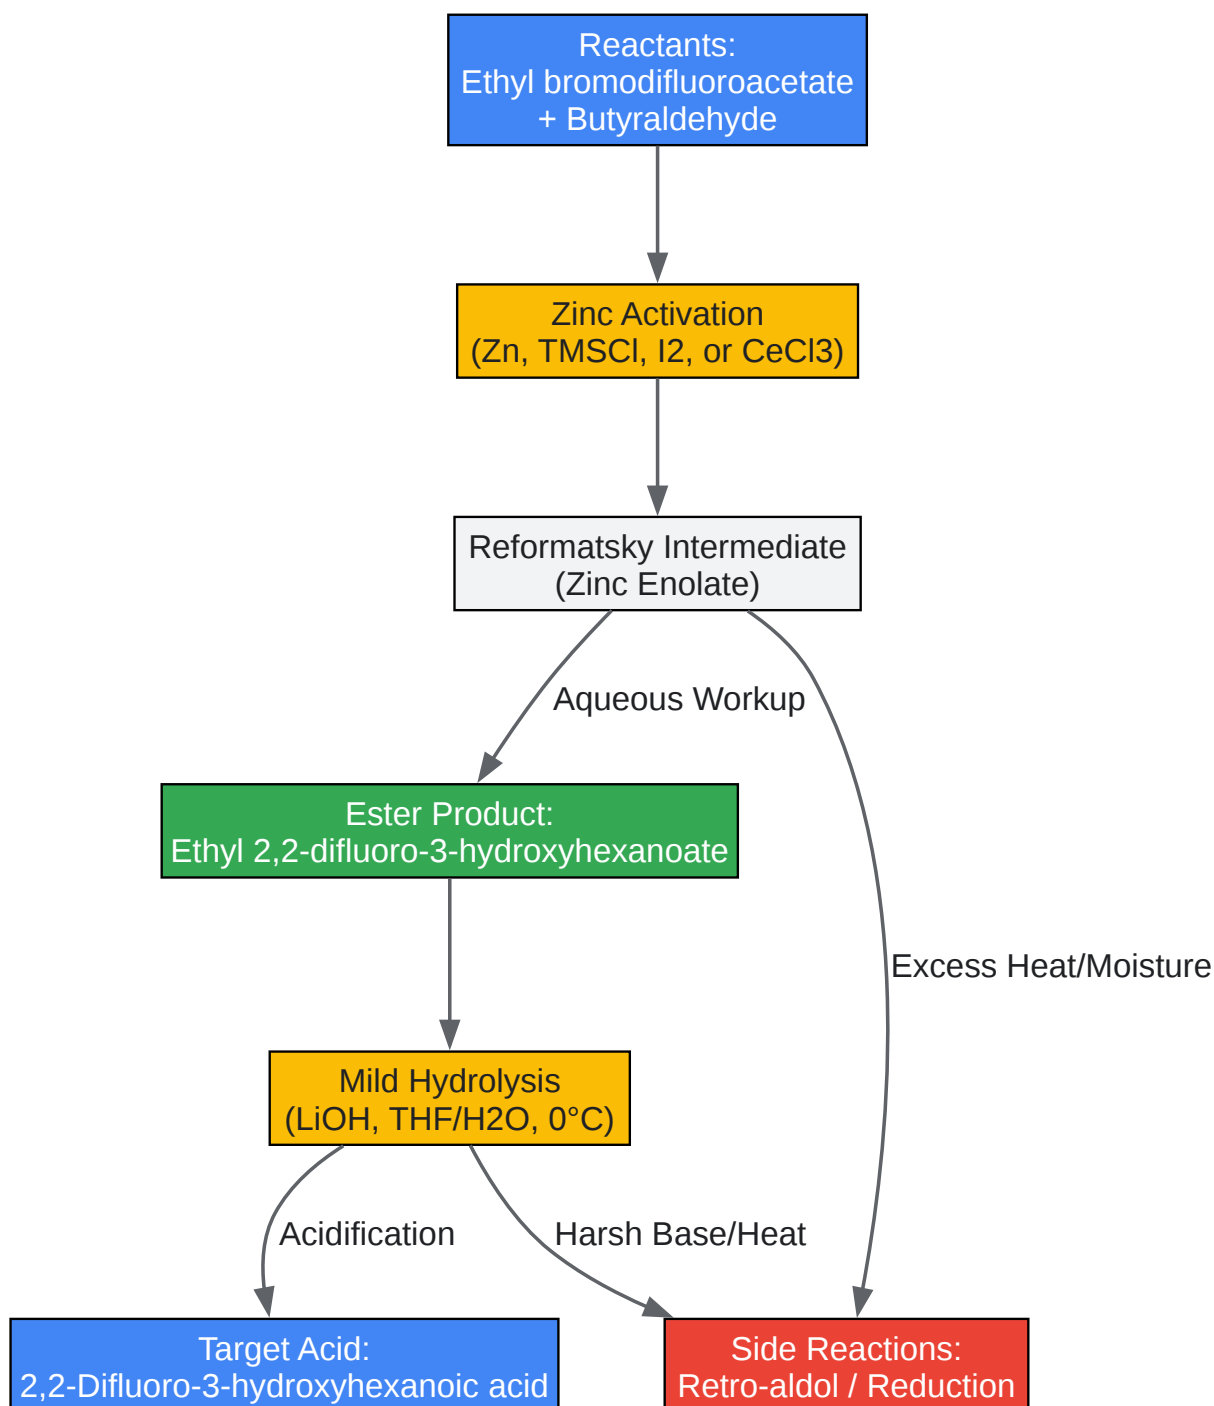 Reactants:
Ethyl bromodifluoroacetate
+ Butyraldehyde
Zinc Activation
(Zn, TMSCl, I2, or CeCl3)
Reformatsky Intermediate
(Zinc Enolate)
Aqueous Workup
Ester Product:
Ethyl 2,2-difluoro-3-hydroxyhexanoate
Excess Heat/Moisture
Mild Hydrolysis
(LiOH, THF/H2O, 0°C)
Acidification
Harsh Base/Heat
Target Acid:
2,2-Difluoro-3-hydroxyhexanoic acid
Side Reactions:
Retro-aldol / Reduction